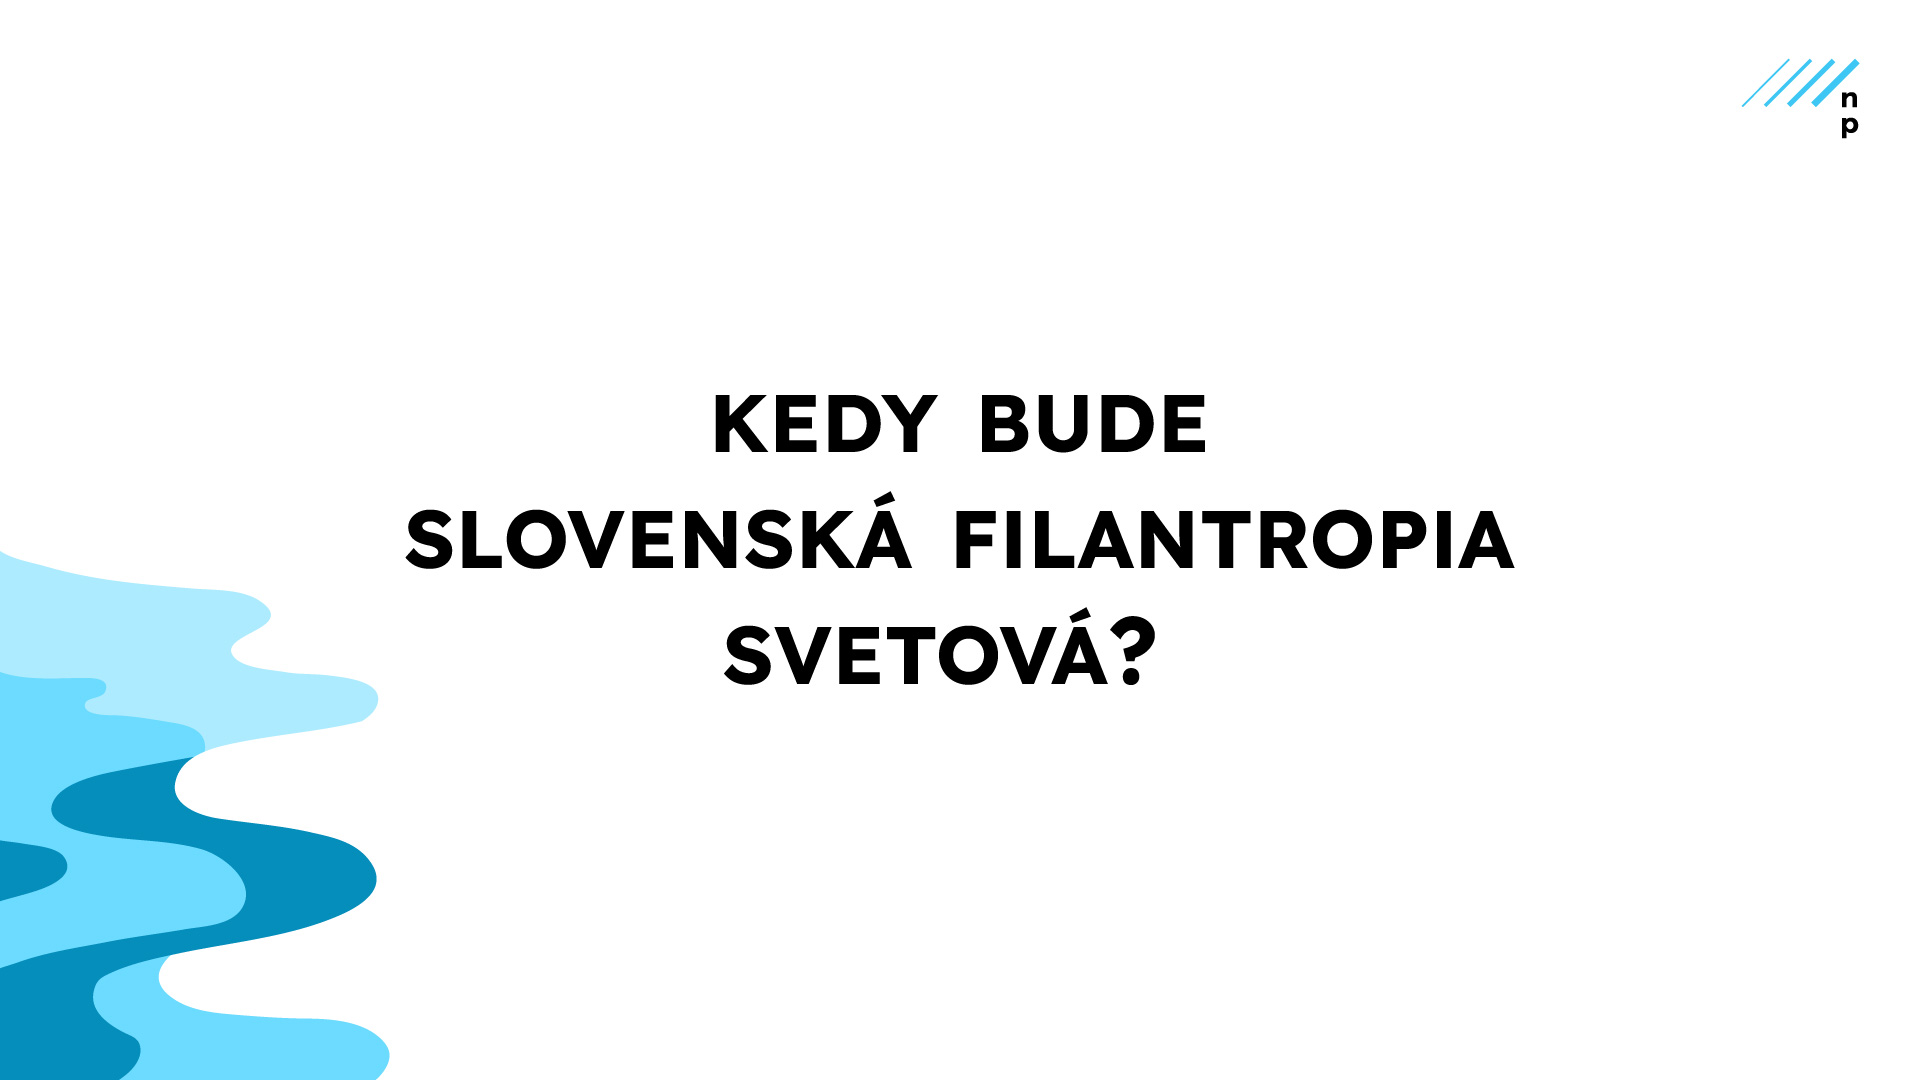 n
p
KEDY BUDE
SLOVENSKÁ FILANTROPIA
SVETOVÁ?